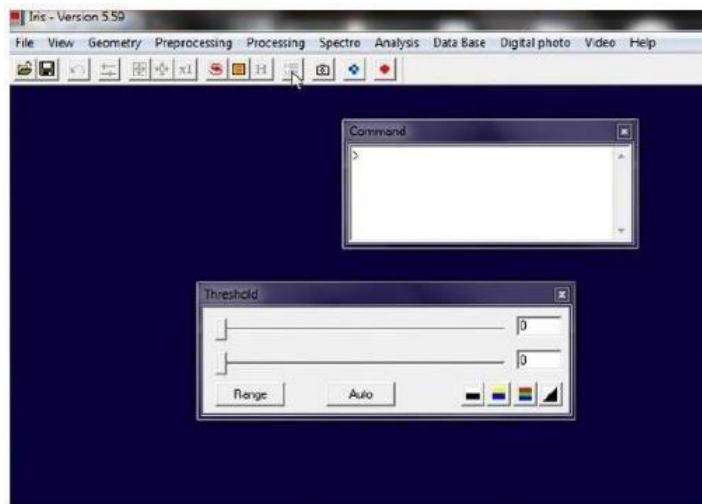 Iris - Version 5.59
File View Geometry Preprocessing Processing Spectro Analysis Data Base Digital photo Video Help
x1 H
Command
>
Threshold
0
0
Range Auto